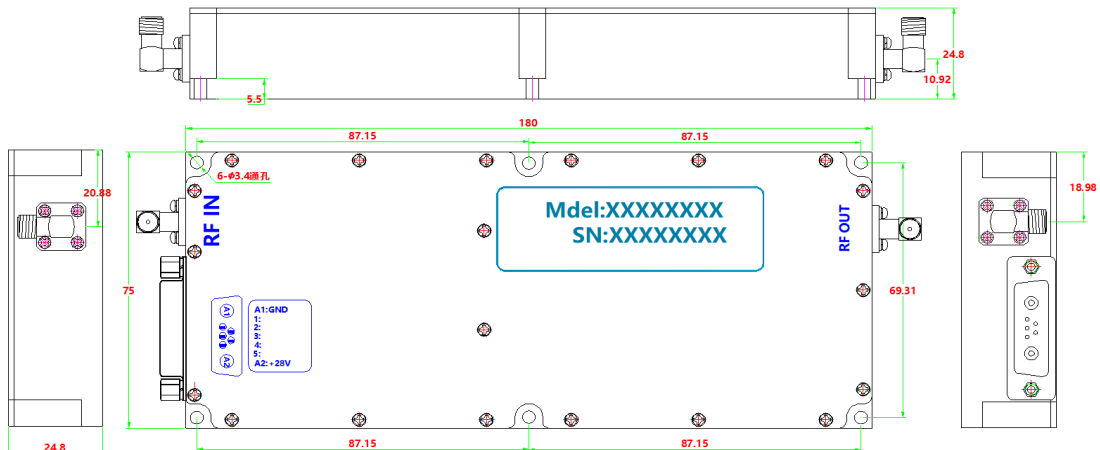 24.8
10.92
5.5
180
87.15
87.15
6-φ3.4通孔
20.88
18.98
RF IN
Mdel:XXXXXXXX
SN:XXXXXXXX
RF OUT
75
69.31
A1
A2
A1:GND
1:
2:
3:
4:
5:
A2:+28V
87.15
87.15
24.8